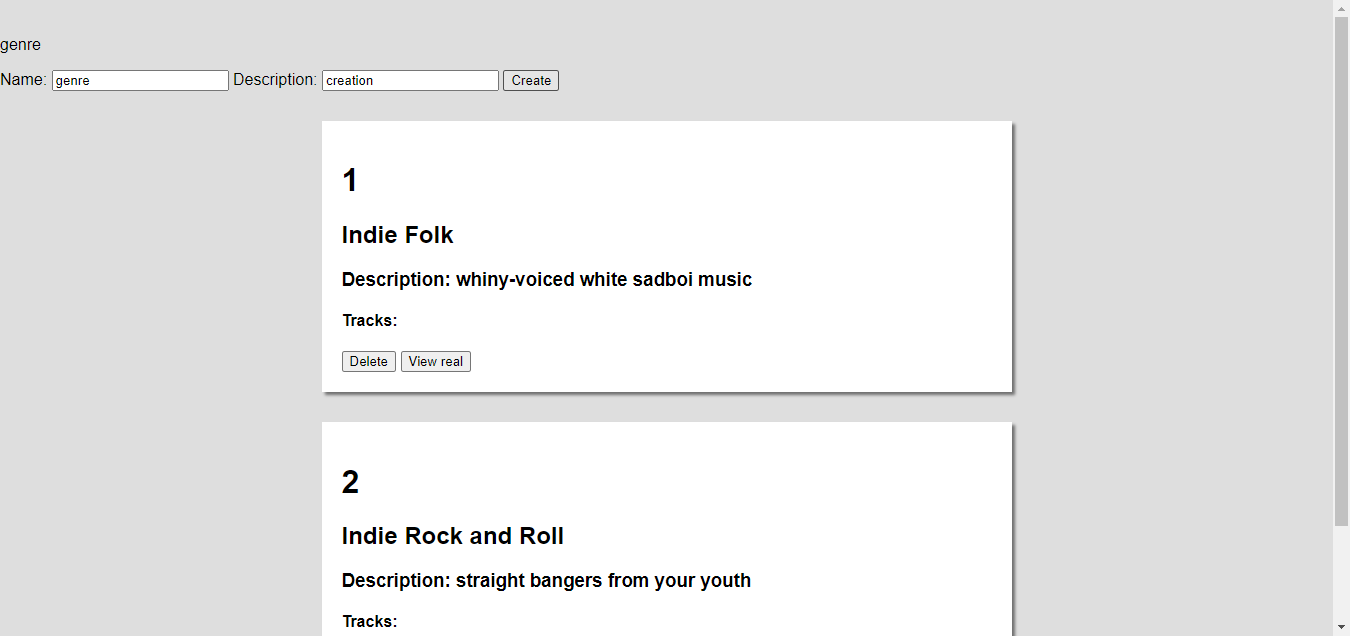 genre
Name: genre Description: creation Create
1
Indie Folk
Description: whiny-voiced white sadboi music
Tracks:
Delete View real
2
Indie Rock and Roll
Description: straight bangers from your youth
Tracks: